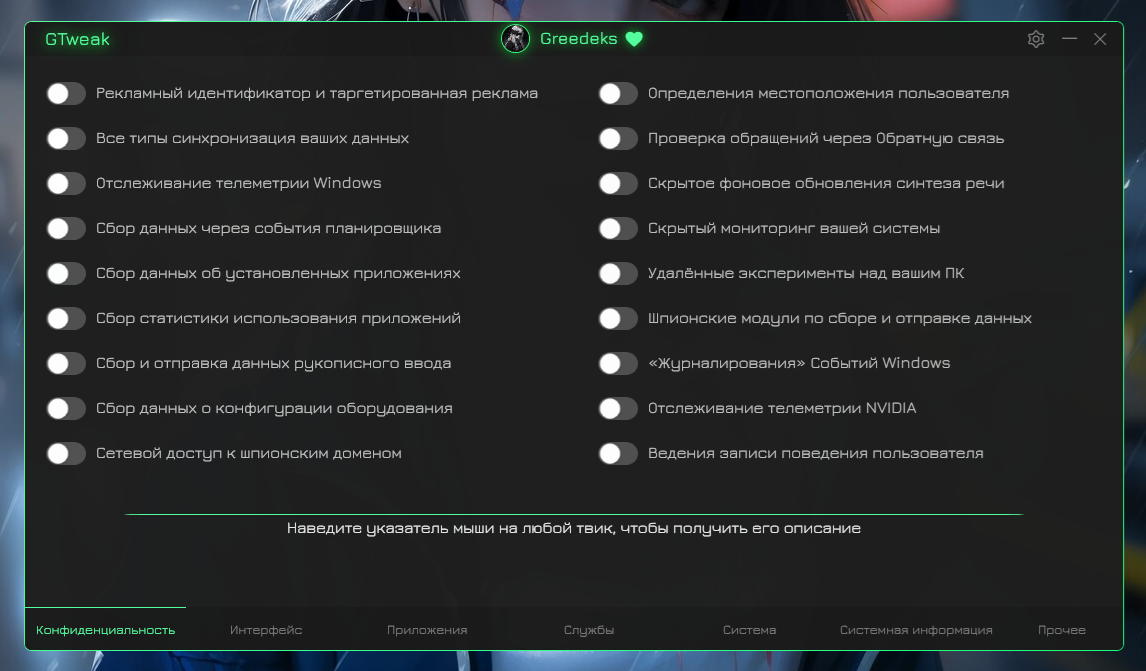 GTweak
Greedeks
Рекламный идентификатор и таргетированная реклама
Все типы синхронизация ваших данных
Отслеживание телеметрии Windows
Сбор данных через события планировщика
Сбор данных об установленных приложениях
Сбор статистики использования приложений
Сбор и отправка данных рукописного ввода
Сбор данных о конфигурации оборудования
Сетевой доступ к шпионским доменом
Определения местоположения пользователя
Проверка обращений через Обратную связь
Скрытое фоновое обновления синтеза речи
Скрытый мониторинг вашей системы
Удалённые эксперименты над вашим ПК
Шпионские модули по сборе и отправке данных
«Журналирования» Событий Windows
Отслеживание телеметрии NVIDIA
Ведения записи поведения пользователя
Наведите указатель мыши на любой твик, чтобы получить его описание
Конфиденциальность
Интерфейс
Приложения
Службы
Система
Системная информация
Прочее